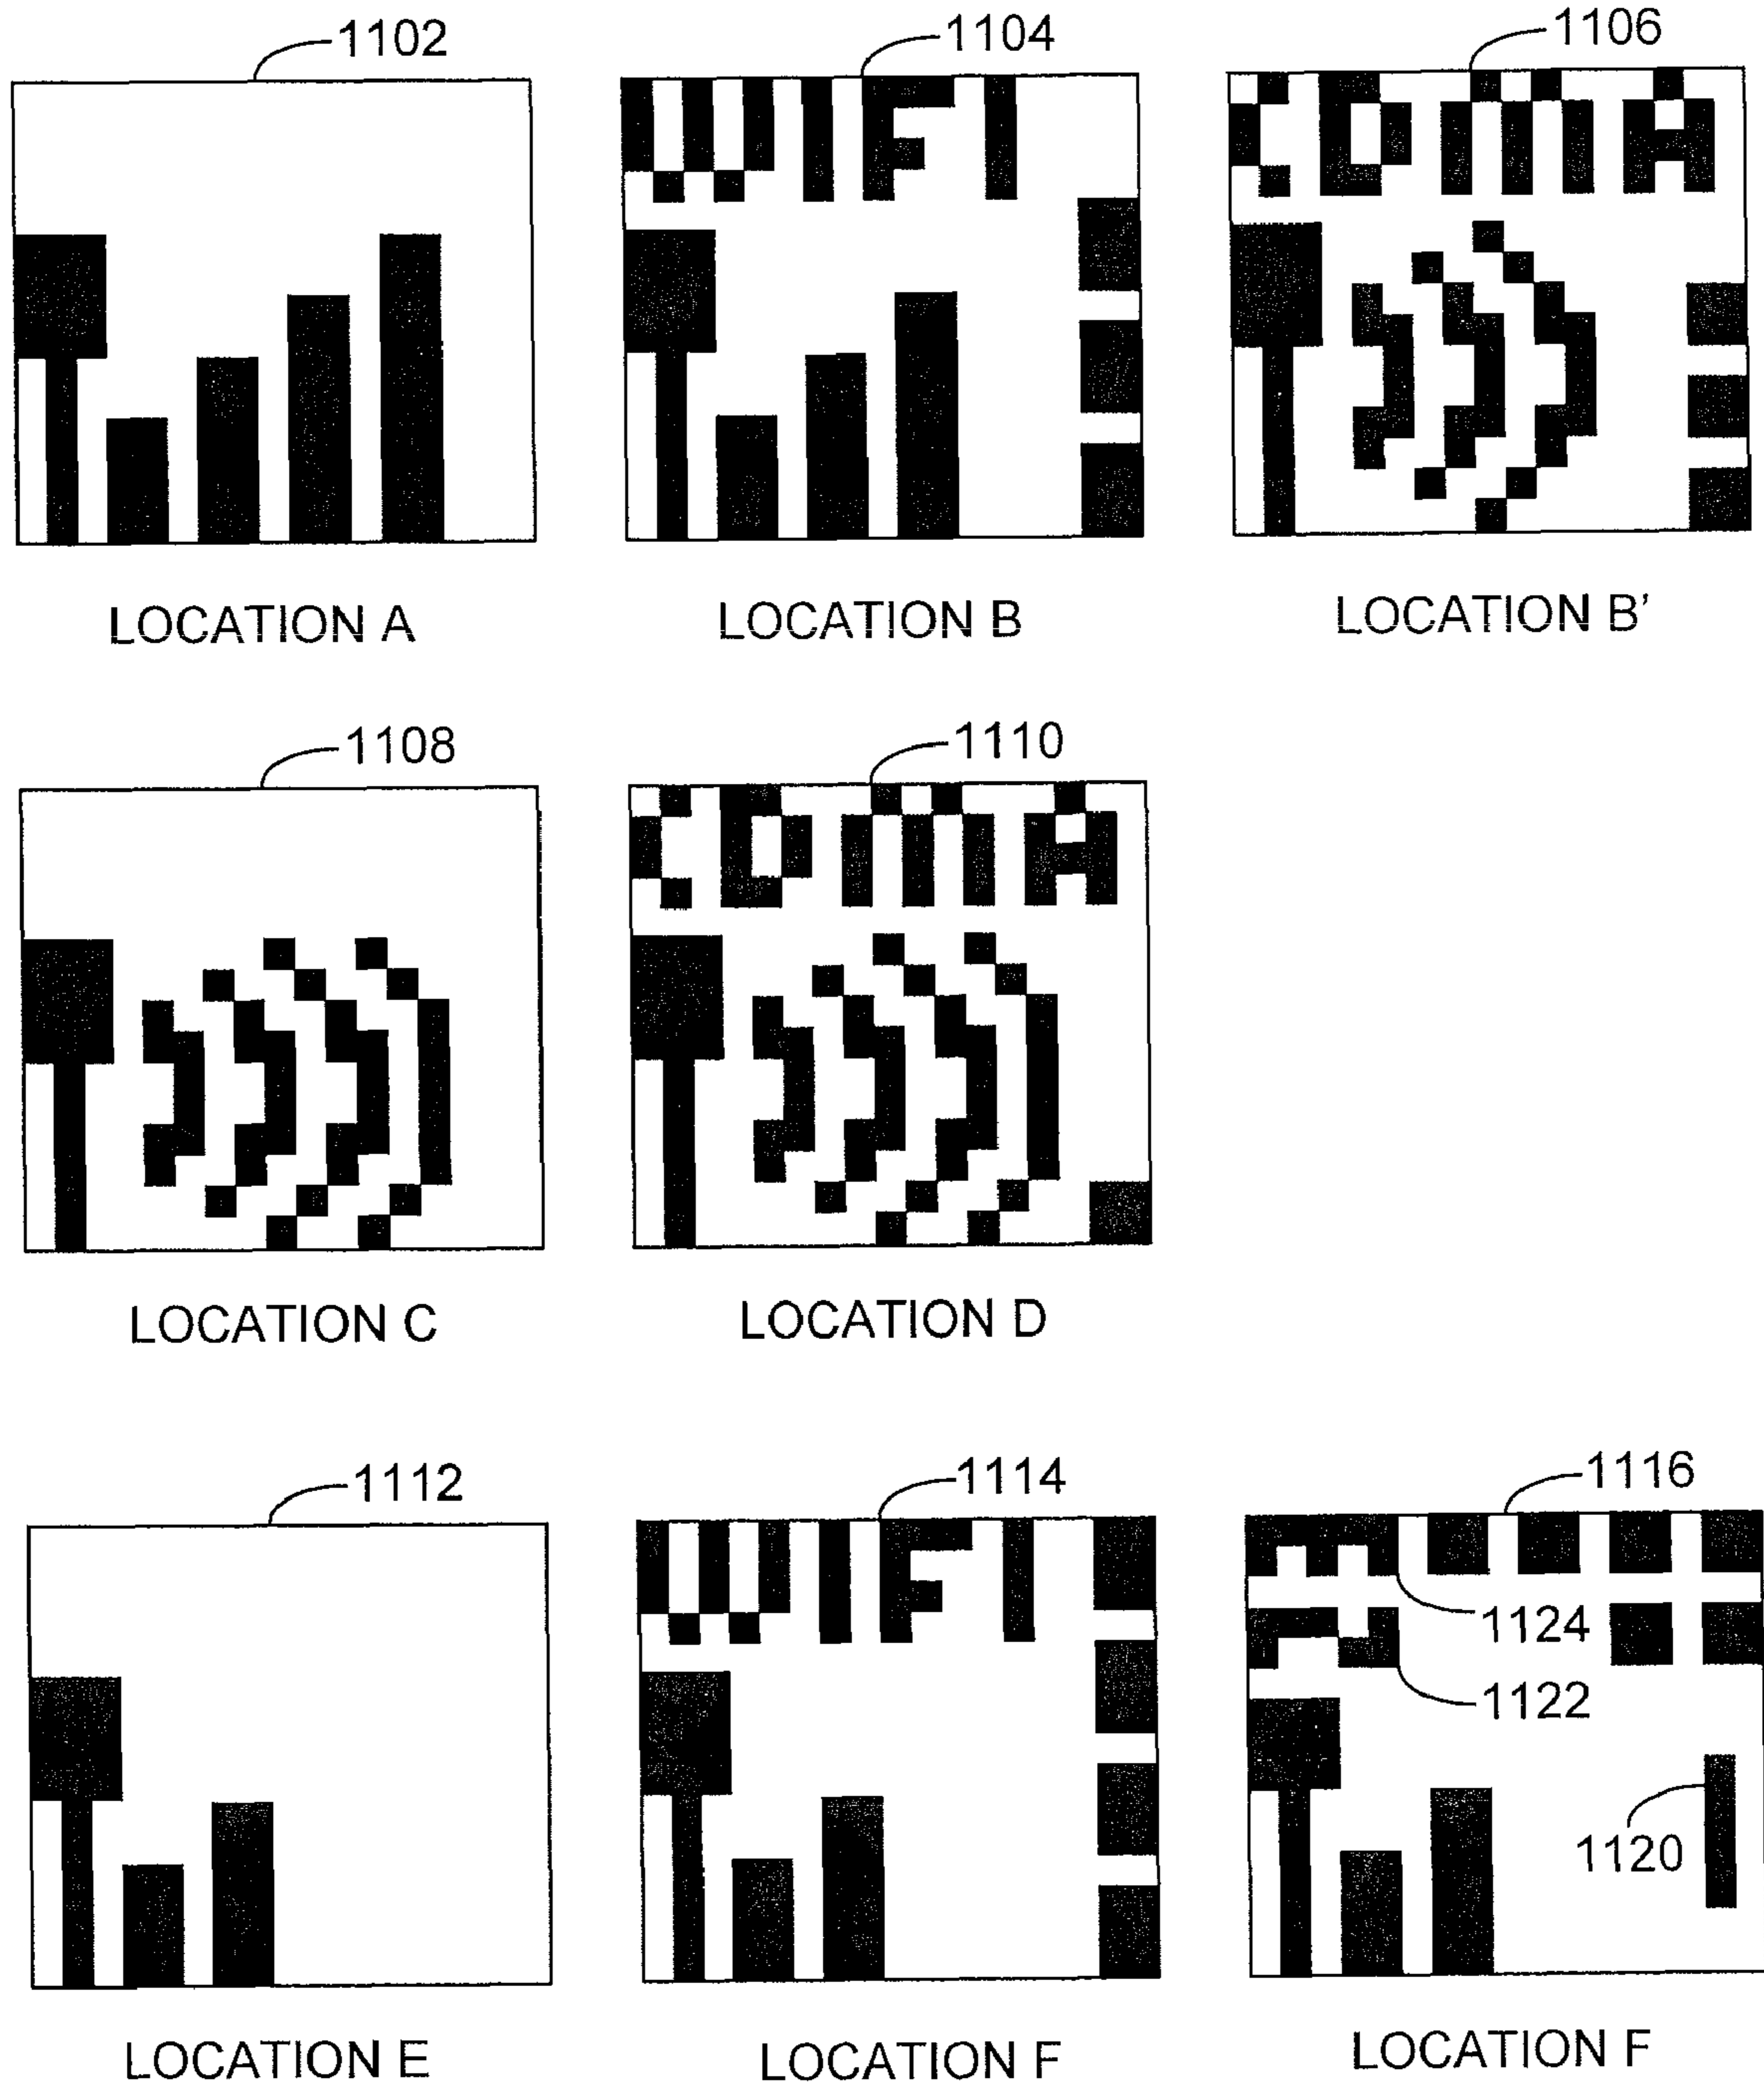 1102 1104 1106
WIFI CDMA
LOCATION A LOCATION B LOCATION B'
1108 1110
CDMA
LOCATION C LOCATION D
1112 1114 1116
WIFI
1124
1122
1120
LOCATION E LOCATION F LOCATION F